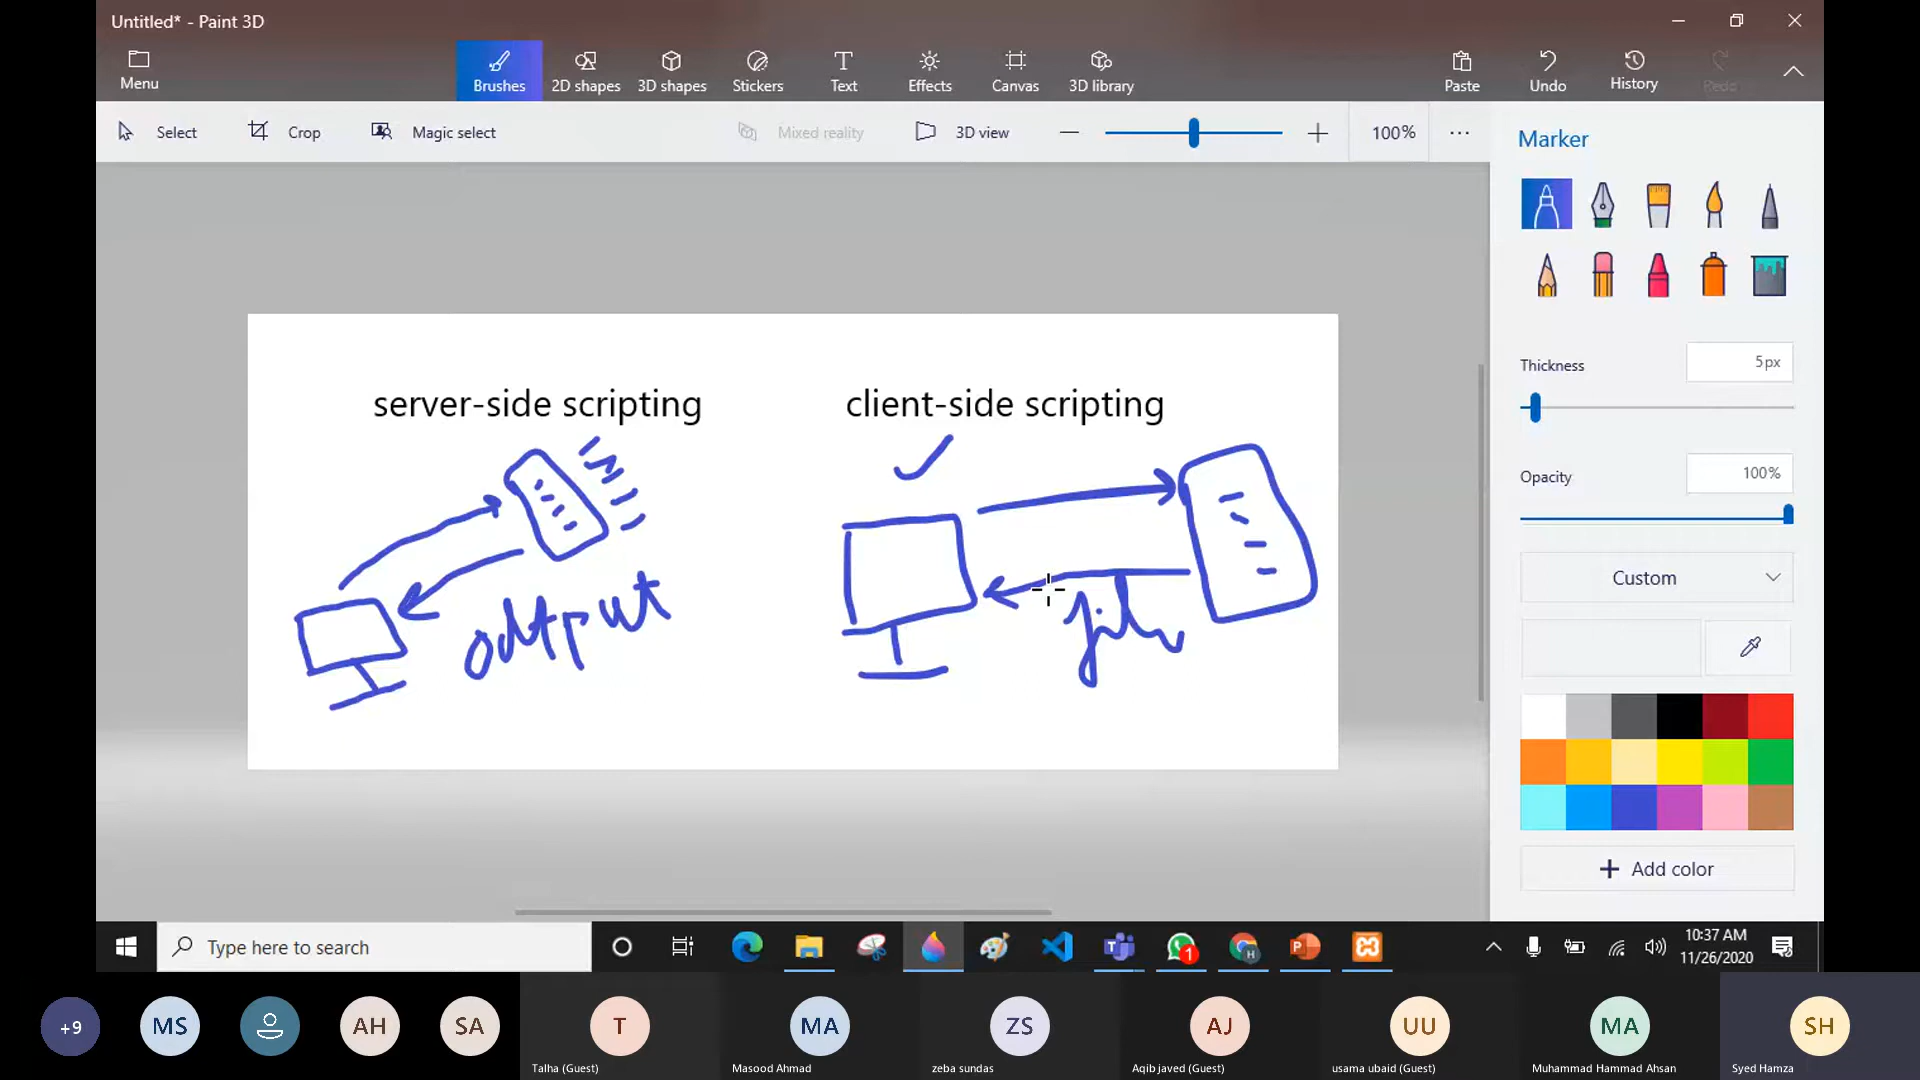 Untitled* - Paint 3D
Menu
Brushes
2D shapes
3D shapes
Stickers
Text
Effects
Canvas
3D library
Paste
Undo
History
Redo
Select
Crop
Magic select
Mixed reality
3D view
100%
Marker
Thickness
5px
Opacity
100%
Custom
Add color
server-side scripting
client-side scripting
output
Type here to search
1
H
10:37 AM
11/26/2020
+9
MS
AH
SA
T
MA
ZS
AJ
UU
MA
SH
Talha (Guest)
Masood Ahmad
zeba sundas
Aqib javed (Guest)
usama ubaid (Guest)
Muhammad Hammad Ahsan
Syed Hamza